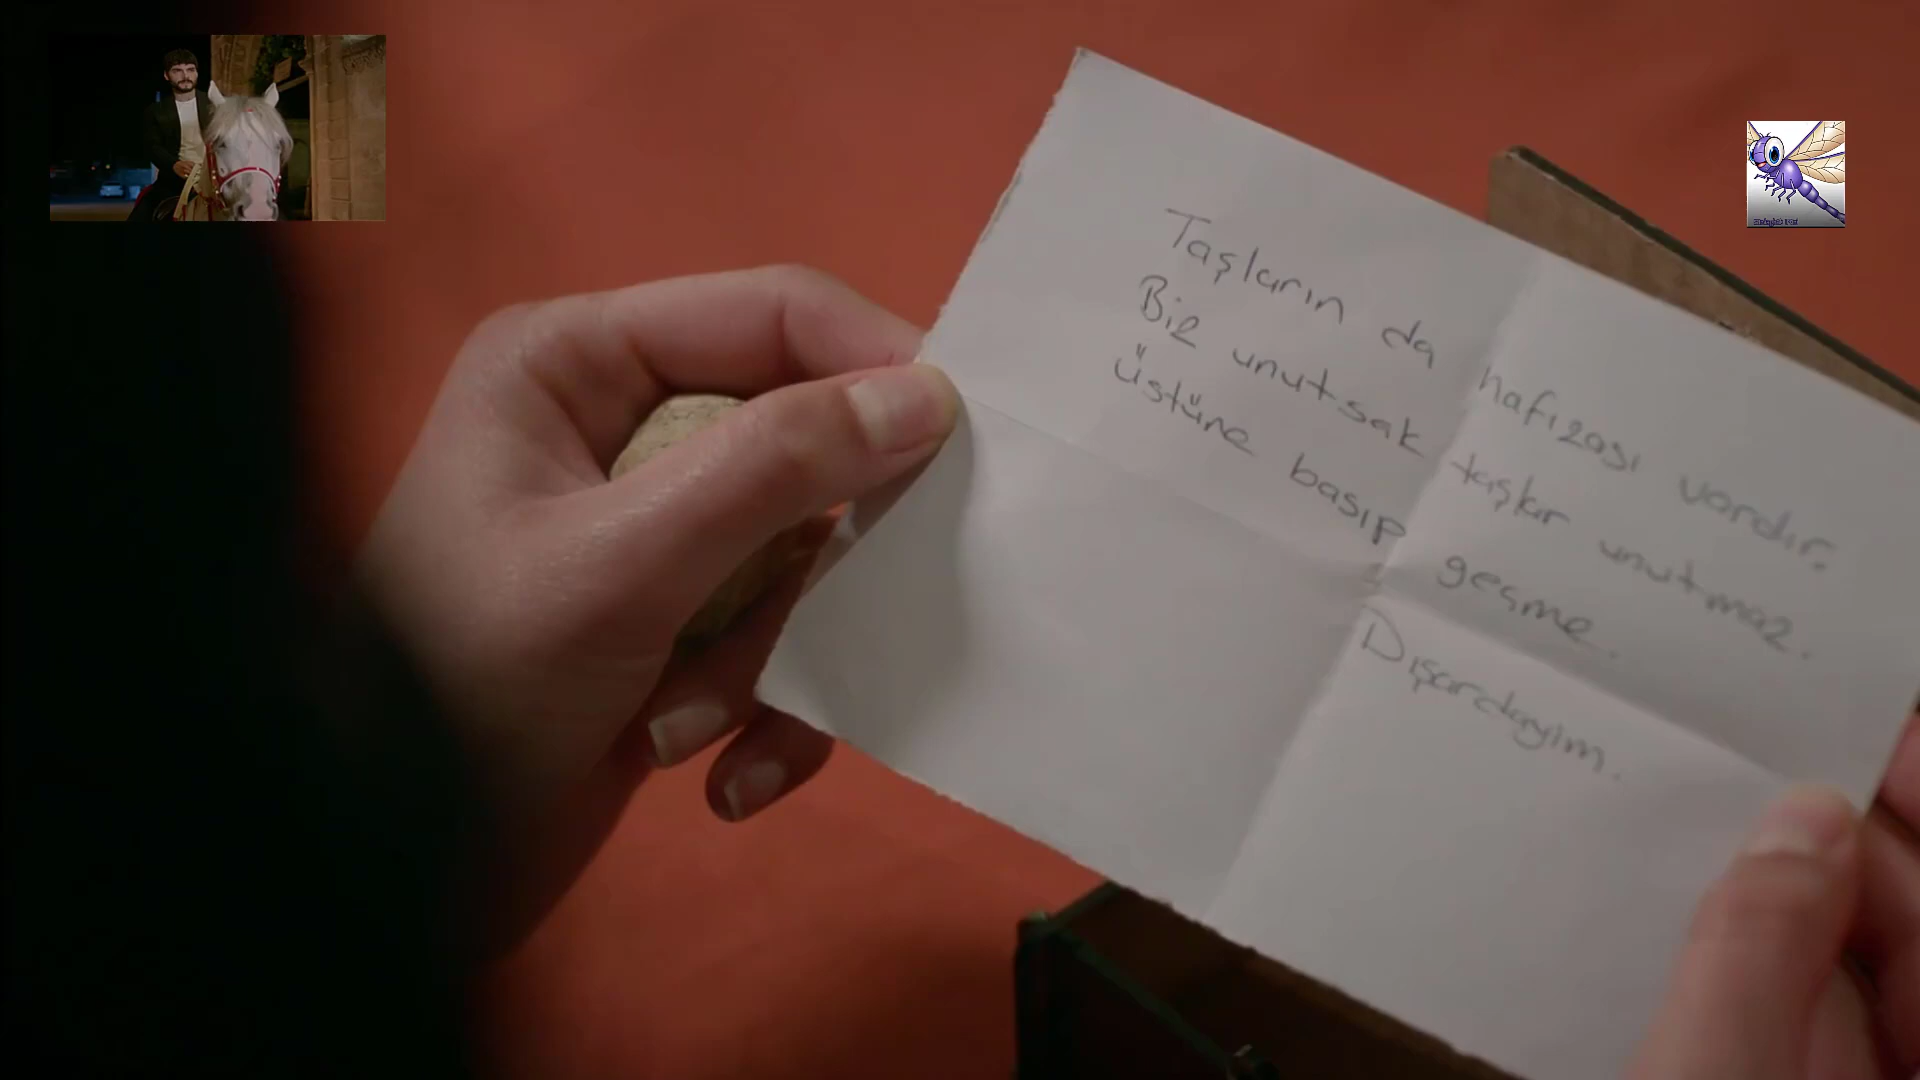 Taşların da hafızası vardır.
Biz unutsak taşlar unutmaz.
üstüne basıp geçme.
Dışardayım.